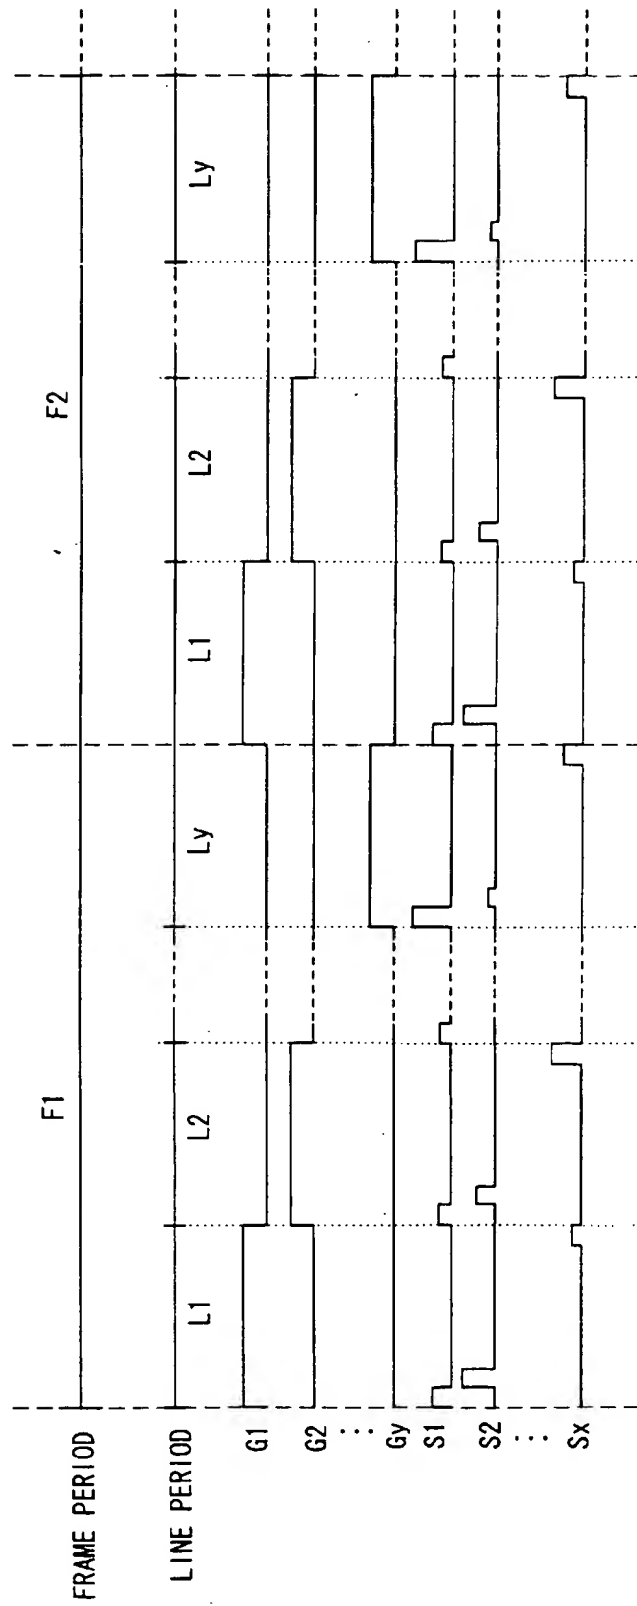 FRAME PERIOD F1 F2
LINE PERIOD
L1 L2 Ly L1 L2 Ly
G1
G2
Gy
S1
S2
Sx